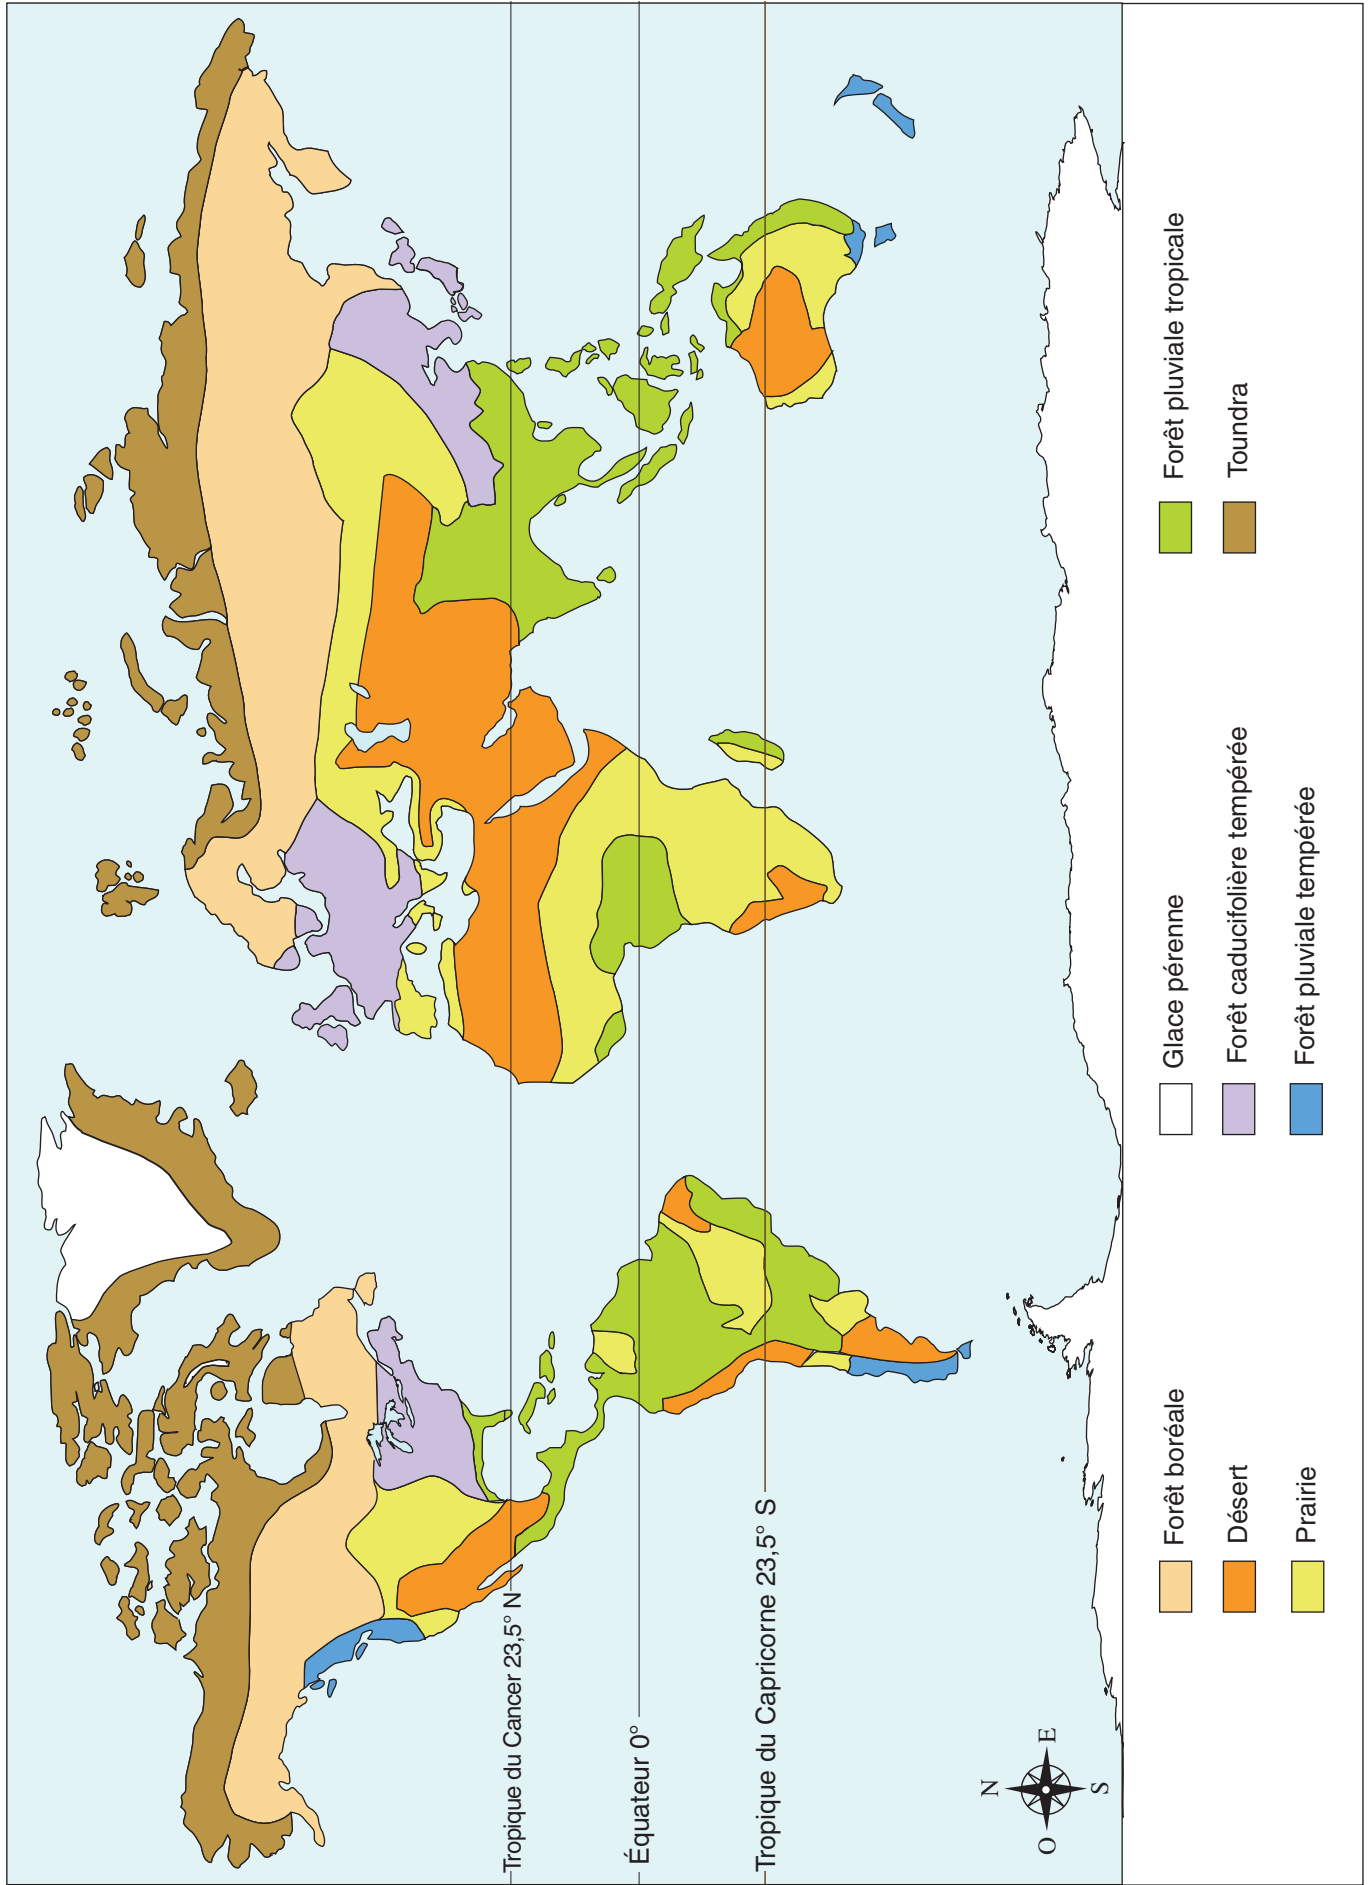 Tropique du Cancer 23,5° N
Équateur 0°
Tropique du Capricorne 23,5° S
N
O
E
S
Forêt boréale
Glace pérenne
Forêt pluviale tropicale
Désert
Forêt caducifolière tempérée
Toundra
Prairie
Forêt pluviale tempérée